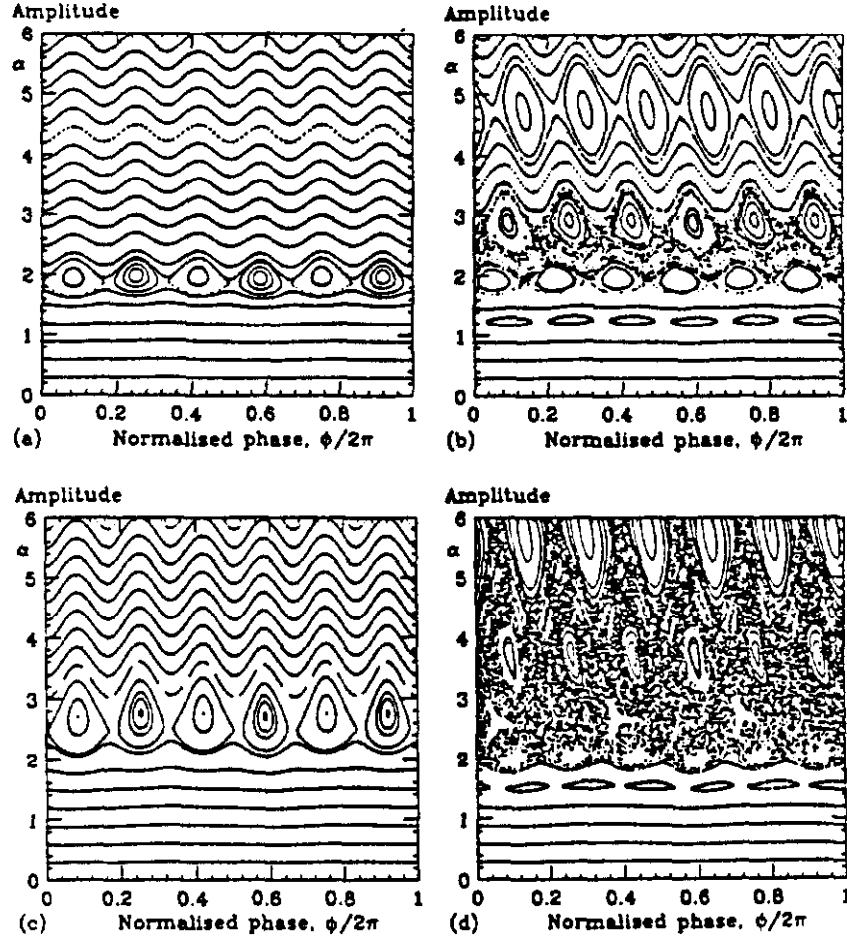 Amplitude
α
6
5
4
3
2
1
0
0 0.2 0.4 0.6 0.8 1
(a) Normalised phase, φ/2π
Amplitude
α
6
5
4
3
2
1
0
0 0.2 0.4 0.6 0.8 1
(b) Normalised phase, φ/2π
Amplitude
α
6
5
4
3
2
1
0
0 0.2 0.4 0.6 0.8 1
(c) Normalised phase, φ/2π
Amplitude
α
6
5
4
3
2
1
0
0 0.2 0.4 0.6 0.8 1
(d) Normalised phase, φ/2π